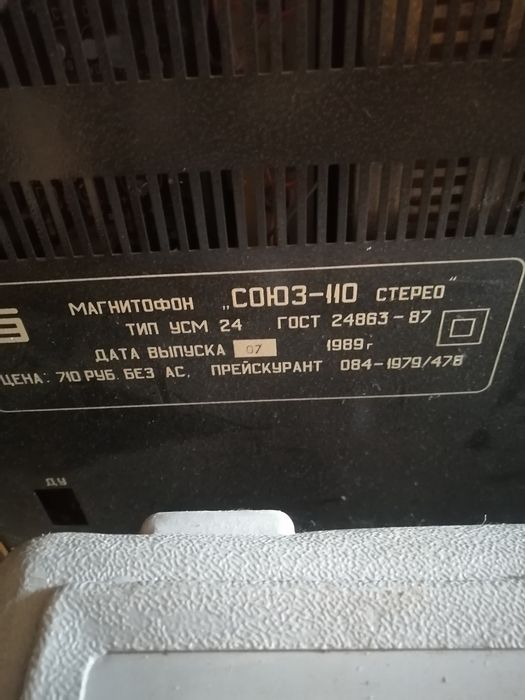 МАГНИТОФОН „СОЮЗ-110 СТЕРЕО"
ТИП УСМ 24 ГОСТ 24863-87
ДАТА ВЫПУСКА 07 1989г
ЦЕНА: 710 РУБ. БЕЗ АС, ПРЕЙСКУРАНТ 084-1979/478
ДУ